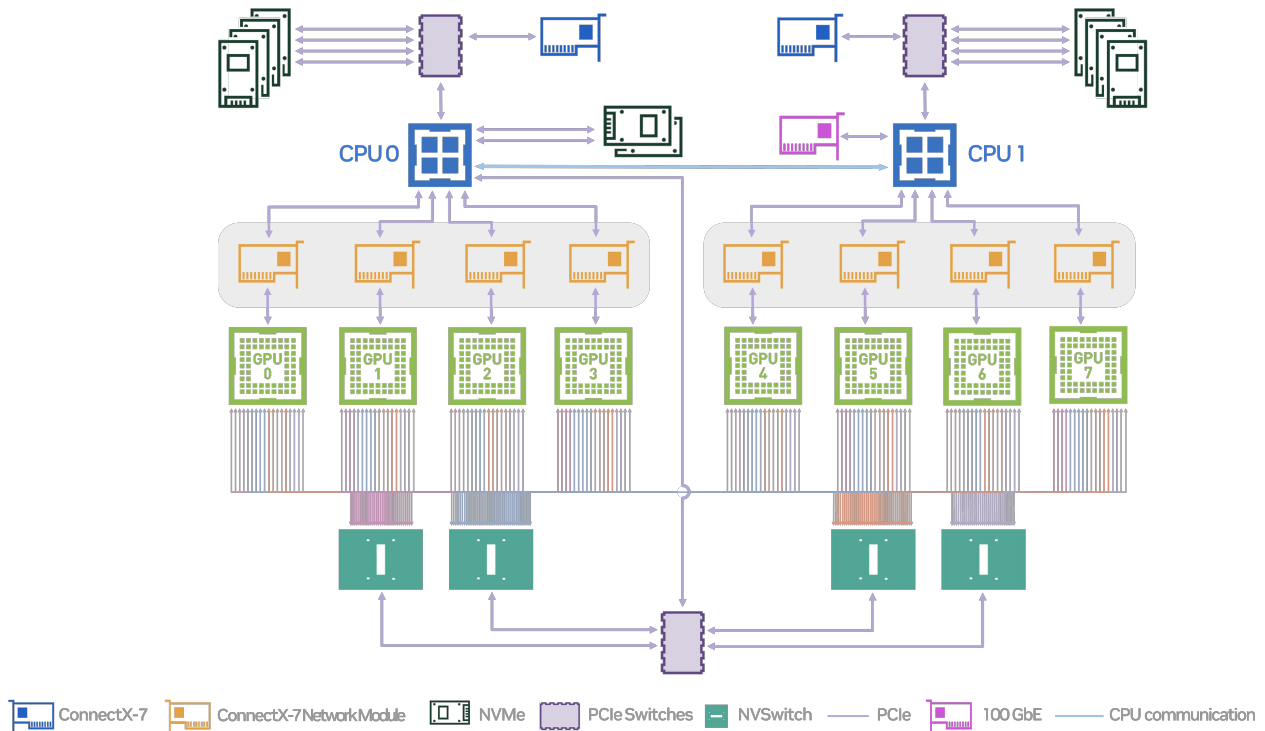 CPU 0
CPU 1
GPU
0
GPU
1
GPU
2
GPU
3
GPU
4
GPU
5
GPU
6
GPU
7
ConnectX-7
ConnectX-7 Network Module
NVMe
PCIe Switches
NVSwitch
PCIe
100 GbE
CPU communication